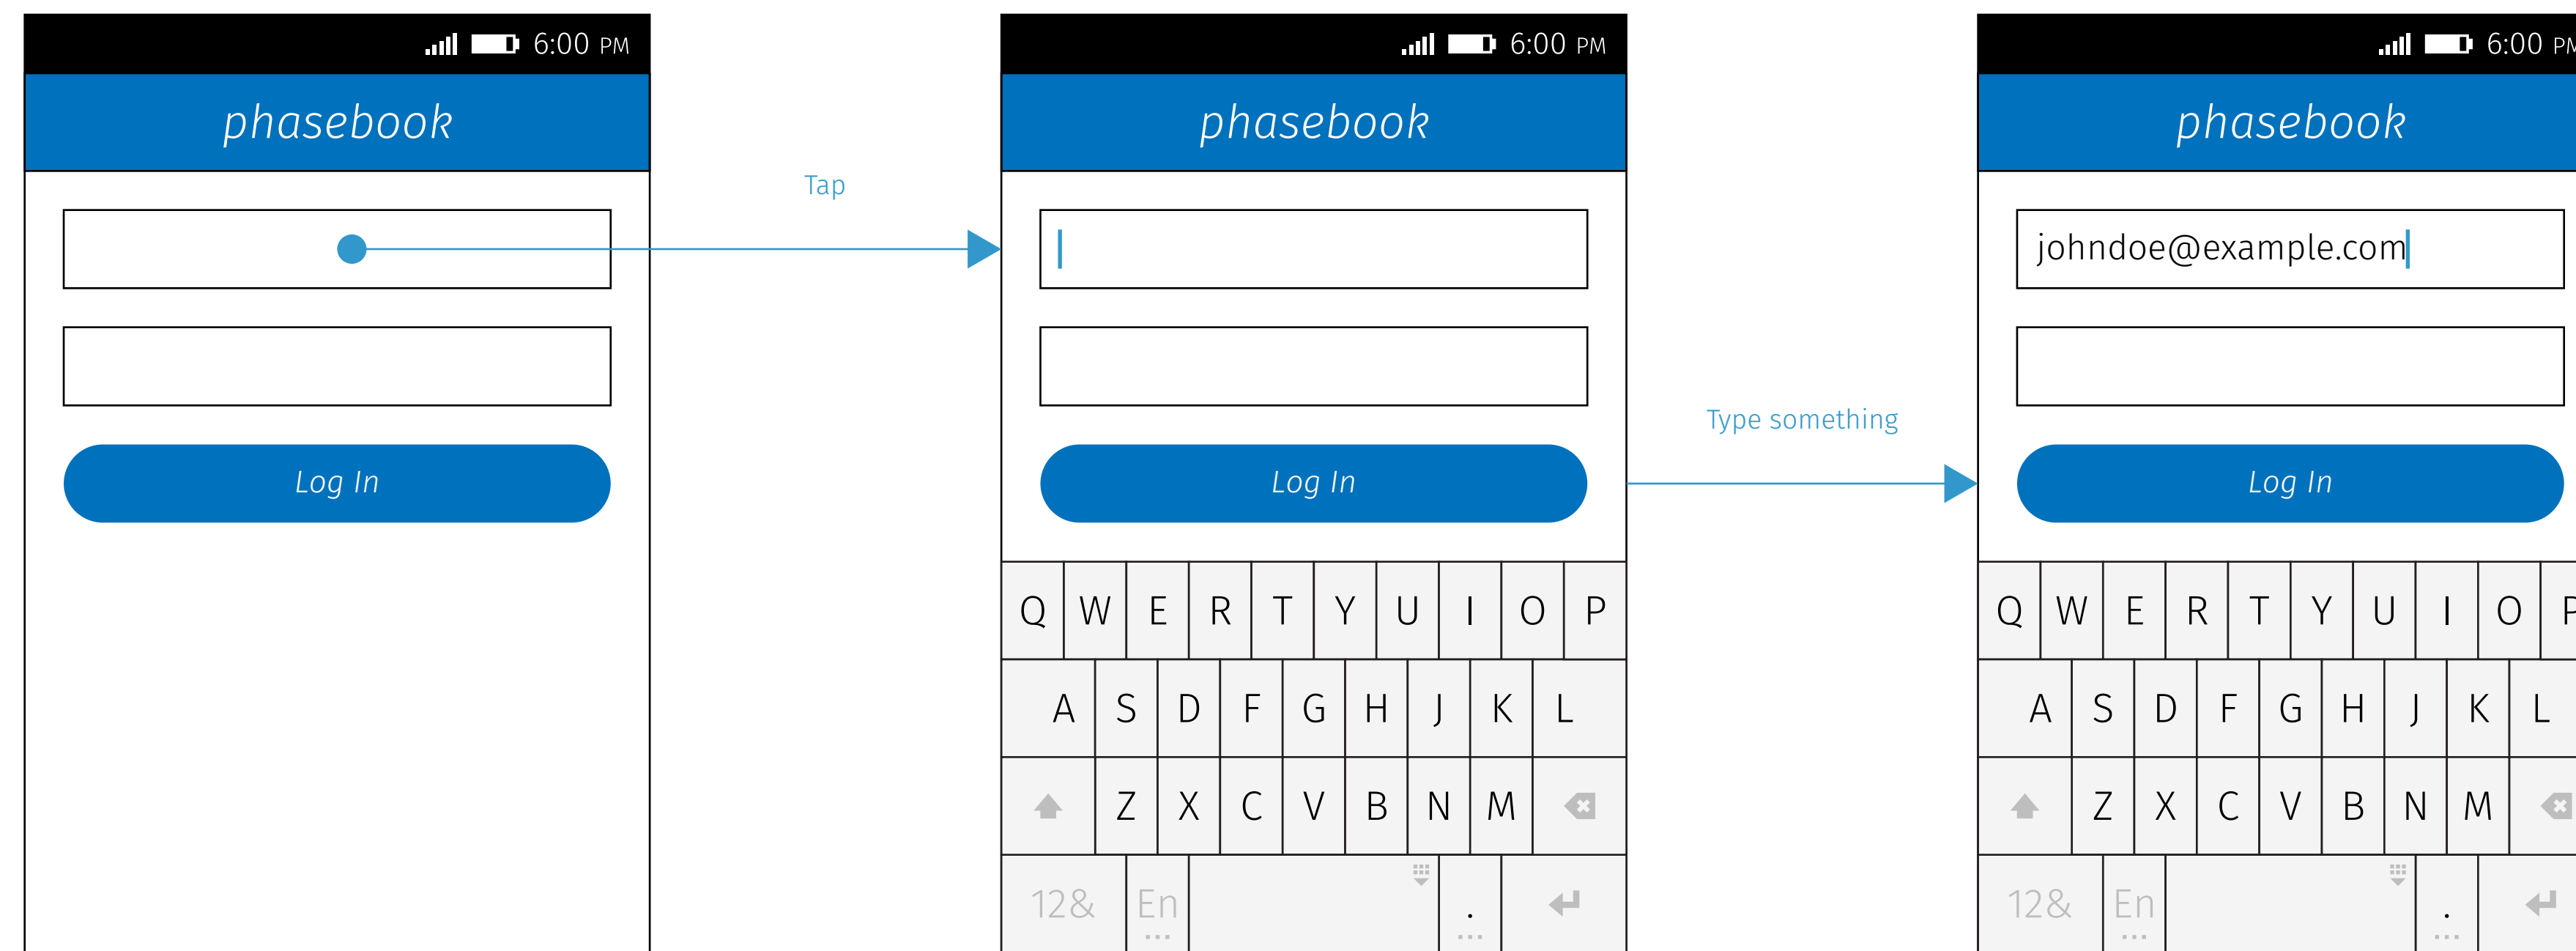 6:00 PM
phasebook
Log In
Tap
6:00 PM
phasebook
Log In
Q W E R T Y U I O P
A S D F G H J K L
Z X C V B N M
12& En .
Type something
6:00 PM
phasebook
johndoe@example.com
Log In
Q W E R T Y U I O P
A S D F G H J K L
Z X C V B N M
12& En .